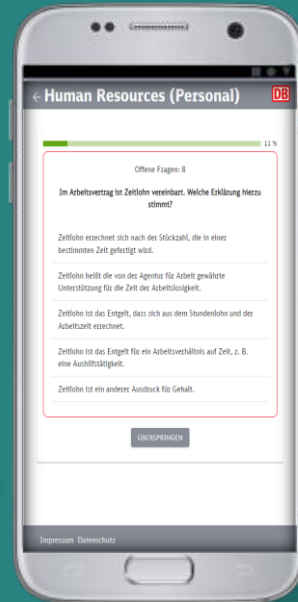 ← Human Resources (Personal) DB
11 %
Offene Fragen: 8
Im Arbeitsvertrag ist Zeitlohn vereinbart. Welche Erklärung hierzu
stimmt?
Zeitlohn errechnet sich nach der Stückzahl, die in einer
bestimmten Zeit gefertigt wird.
Zeitlohn heißt die von der Agentur für Arbeit gewährte
Unterstützung für die Zeit der Arbeitslosigkeit.
Zeitlohn ist das Entgelt, dass sich aus dem Stundenlohn und der
Arbeitszeit errechnet.
Zeitlohn ist das Entgelt für ein Arbeitsverhältnis auf Zeit, z. B.
eine Aushilfstätigkeit.
Zeitlohn ist ein anderer Ausdruck für Gehalt.
ÜBERSPRINGEN
Impressum Datenschutz